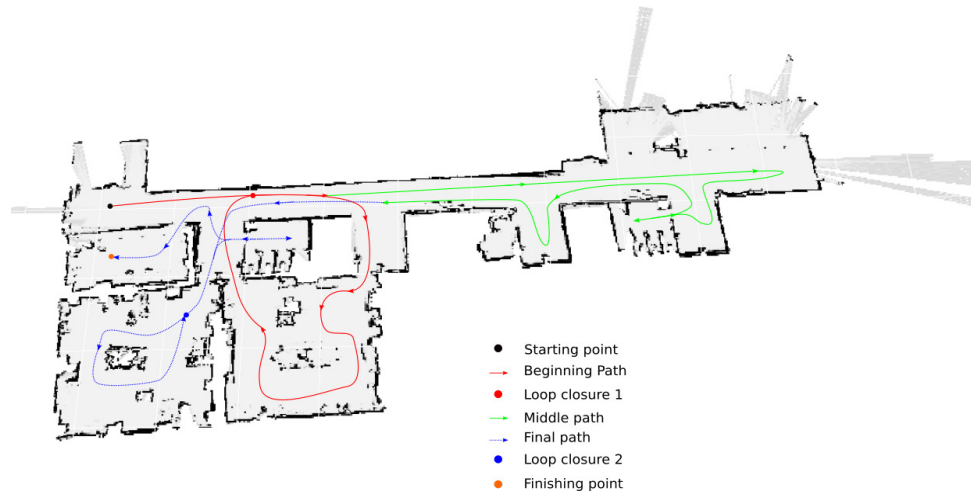 Starting point
Beginning Path
Loop closure 1
Middle path
Final path
Loop closure 2
Finishing point